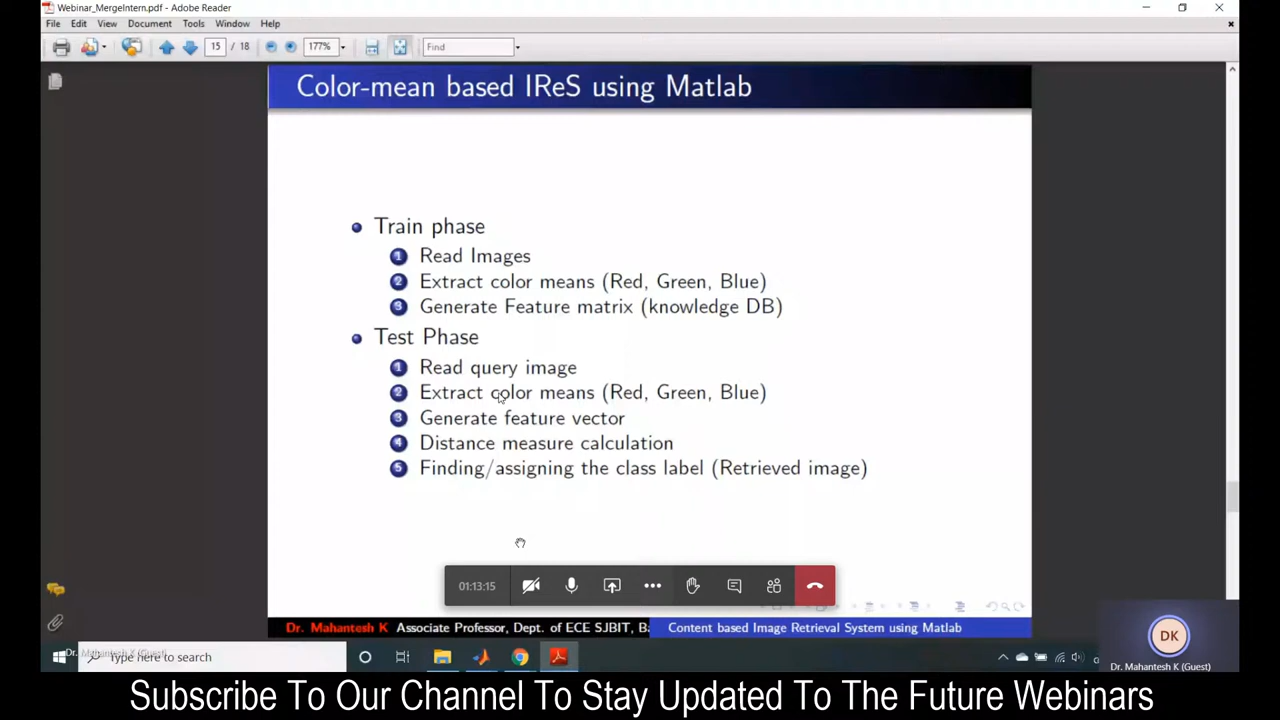 Webinar_MergeIntern.pdf - Adobe Reader
File Edit View Document Tools Window Help
15 / 18 177% Find
Color-mean based IReS using Matlab
Train phase
1 Read Images
2 Extract color means (Red, Green, Blue)
3 Generate Feature matrix (knowledge DB)
Test Phase
1 Read query image
2 Extract color means (Red, Green, Blue)
3 Generate feature vector
4 Distance measure calculation
5 Finding/assigning the class label (Retrieved image)
01:13:15
Dr. Mahantesh K Associate Professor, Dept. of ECE SJBIT, Ba Content based Image Retrieval System using Matlab
DK
Dr. Mahantesh K (Guest)
Type here to search
Dr. Mahantesh K (Guest)
Subscribe To Our Channel To Stay Updated To The Future Webinars